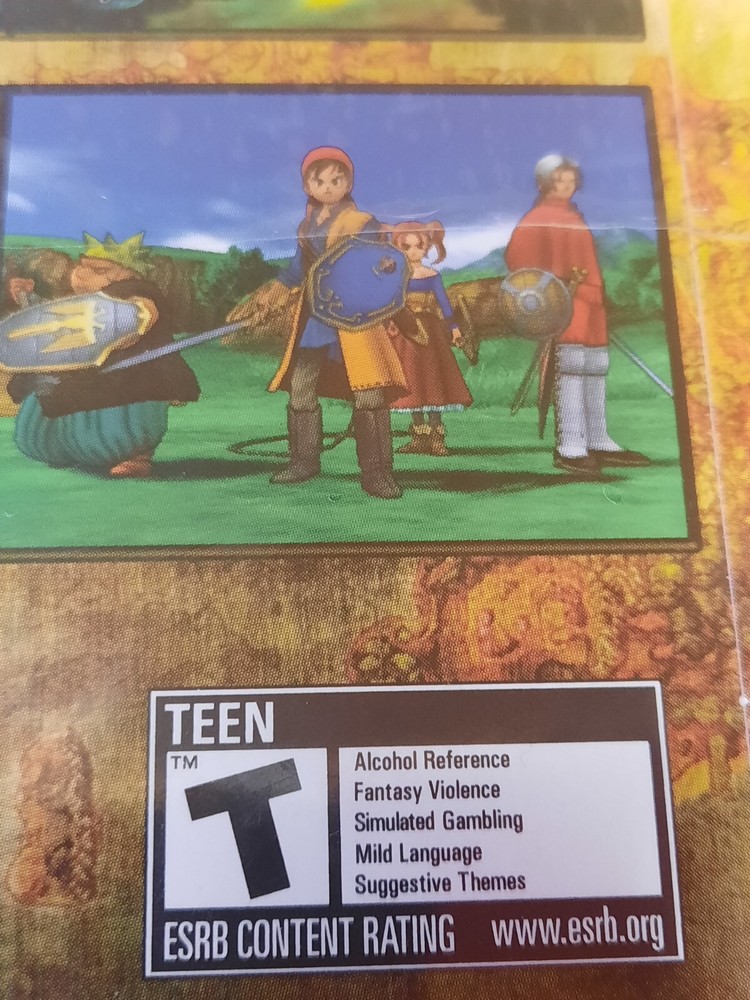 TEEN
TM
T
Alcohol Reference
Fantasy Violence
Simulated Gambling
Mild Language
Suggestive Themes
ESRB CONTENT RATING www.esrb.org